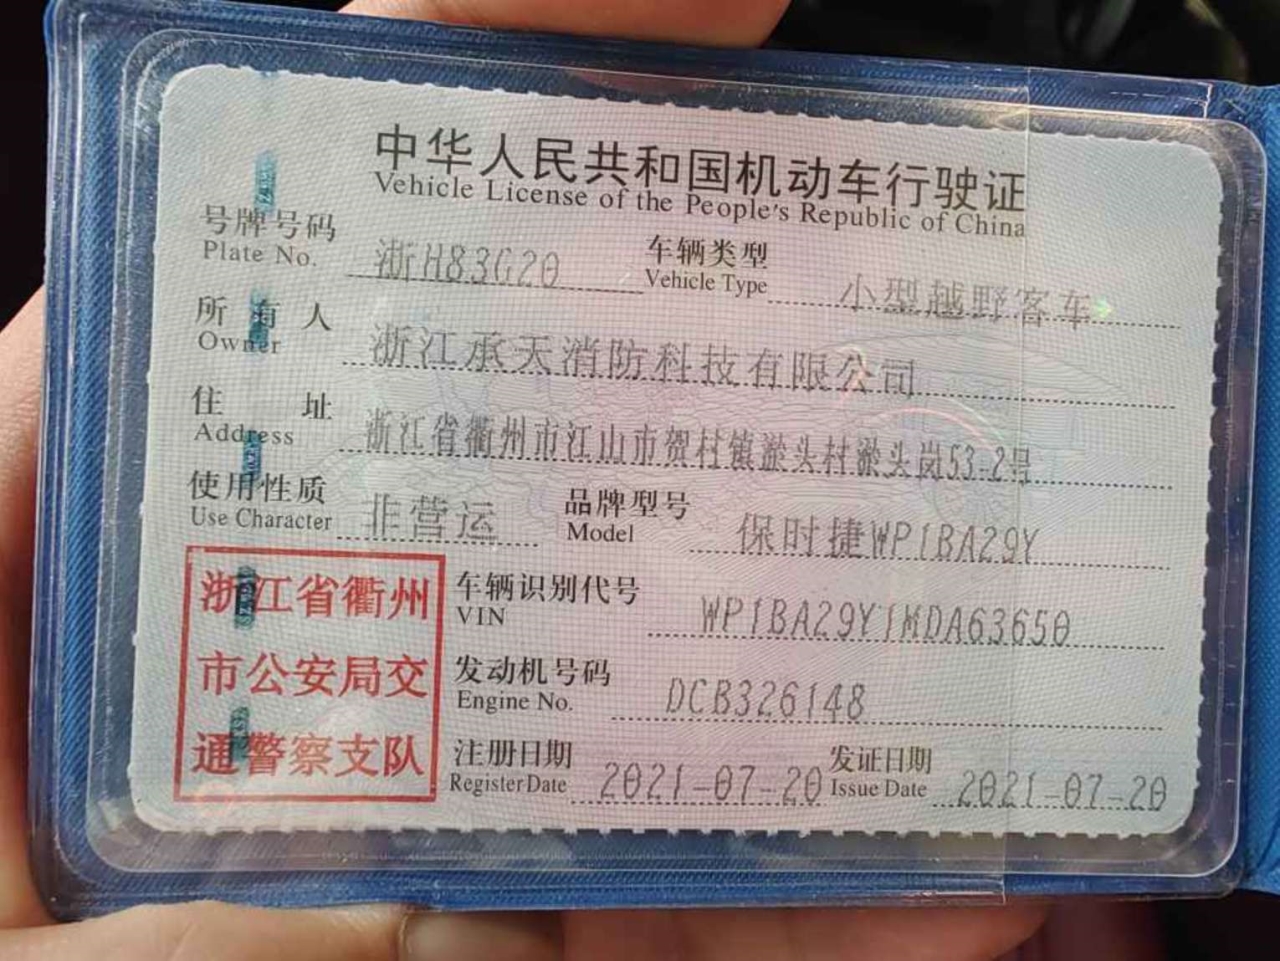 中华人民共和国机动车行驶证
Vehicle License of the People's Republic of China
号牌号码 浙H83G20 车辆类型 小型越野客车
Plate No. Vehicle Type
所有人 浙江承天消防科技有限公司
Owner
住址 浙江省衢州市江山市贺村镇淤头村淤头岗53-2号
Address
使用性质 非营运 品牌型号 保时捷WP1BA29Y
Use Character Model
浙江省衢州
市公安局交
通警察支队
车辆识别代号 WP1BA29Y1MDA63650
VIN
发动机号码 DCB326148
Engine No.
注册日期 2021-07-20 发证日期 2021-07-20
Register Date Issue Date